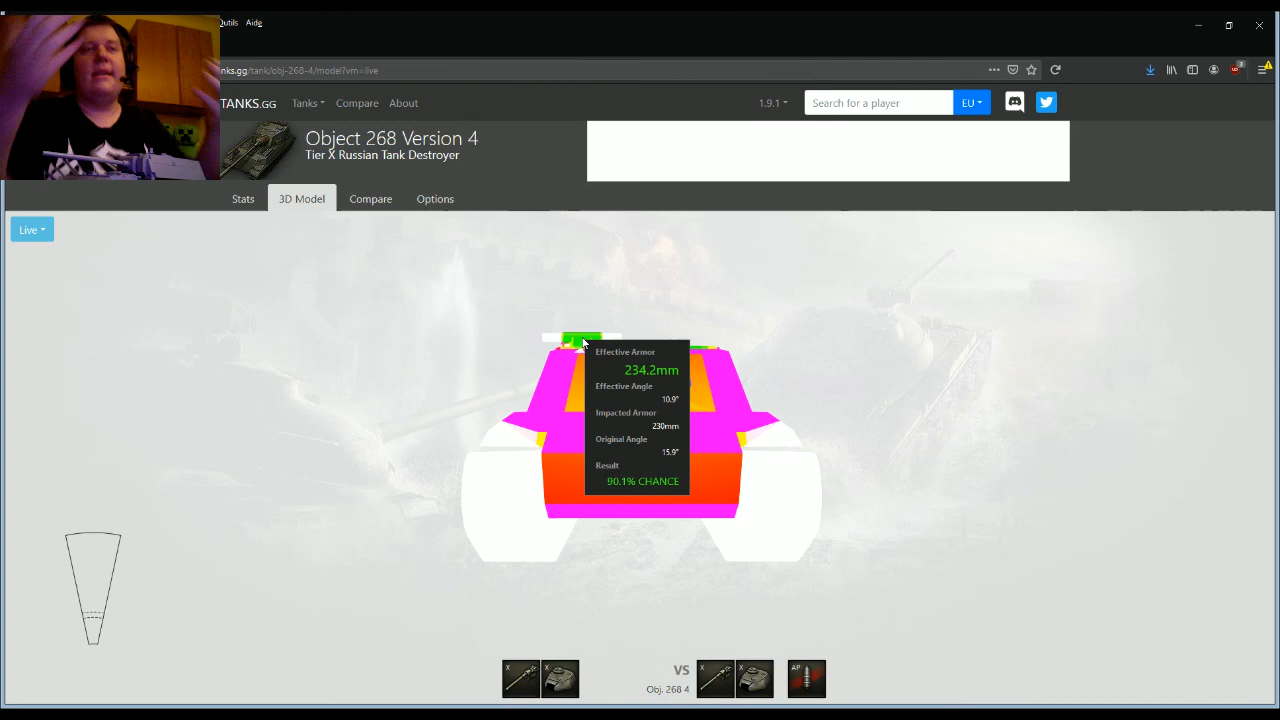 Outils Aide
nks.gg/tank/obj-268-4/model?vm=live
3
TANKS.GG Tanks Compare About 1.9.1 Search for a player EU
Object 268 Version 4
Tier X Russian Tank Destroyer
Stats 3D Model Compare Options
Live
Effective Armor
234.2mm
Effective Angle
10.9°
Impacted Armor
230mm
Original Angle
15.9°
Result
90.1% CHANCE
X X VS X X AP
Obj. 268 4